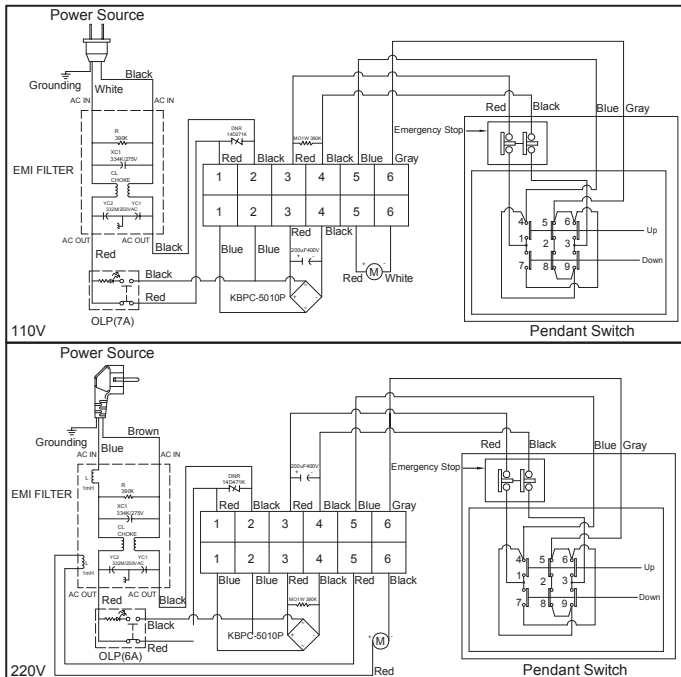 Power Source
Grounding
White
Black
AC IN
AC IN
EMI FILTER
R
390K
XC1
334K/275V
CL
CHOKE
YC2
YC1
332M/250VAC
AC OUT
AC OUT
Red
Black
Black
Red
OLP(7A)
DNR
14D271K
MO1W 390K
Red
Black
Red
Black
Blue
Gray
1
2
3
4
5
6
1
2
3
4
5
6
Blue
Blue
Red
Black
200uF400V
+
-
KBPC-5010P
+
-
Red
M
White
Red
Black
Blue
Gray
Emergency Stop
4
5
6
1
2
3
7
8
9
Up
Down
110V
Pendant Switch
Power Source
Grounding
Brown
Blue
AC IN
AC IN
EMI FILTER
L
1mH
R
390K
XC1
334K/275V
CL
CHOKE
YC2
YC1
332M/250VAC
L
1mH
AC OUT
AC OUT
Red
Black
Black
Red
OLP(6A)
DNR
14D471K
200uF400V
+
-
Red
Black
Red
Black
Blue
Gray
1
2
3
4
5
6
1
2
3
4
5
6
Blue
Blue
Red
Black
Red
Black
MO1W 390K
KBPC-5010P
+
-
M
Red
Red
Black
Blue
Gray
Emergency Stop
4
5
6
1
2
3
7
8
9
Up
Down
220V
Pendant Switch